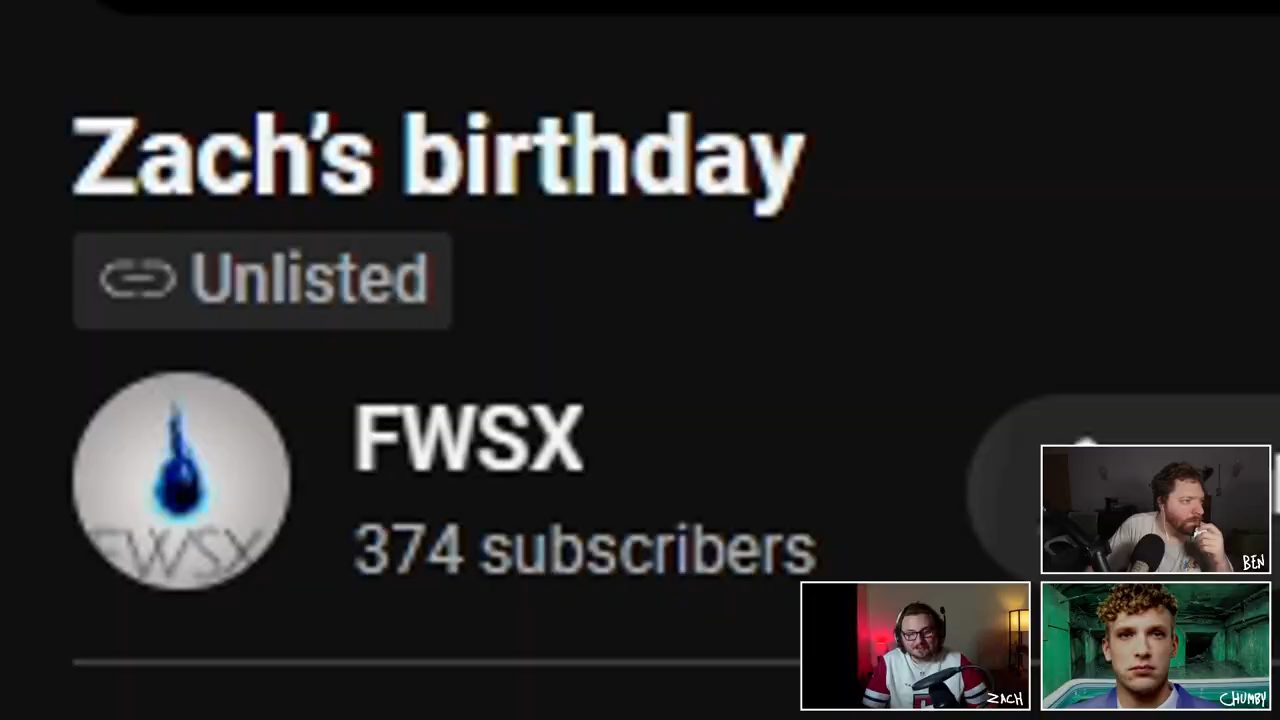 Zach’s birthday
Unlisted
FWSX
FWSX
374 subscribers
BEN
ZACH
CHUMBY